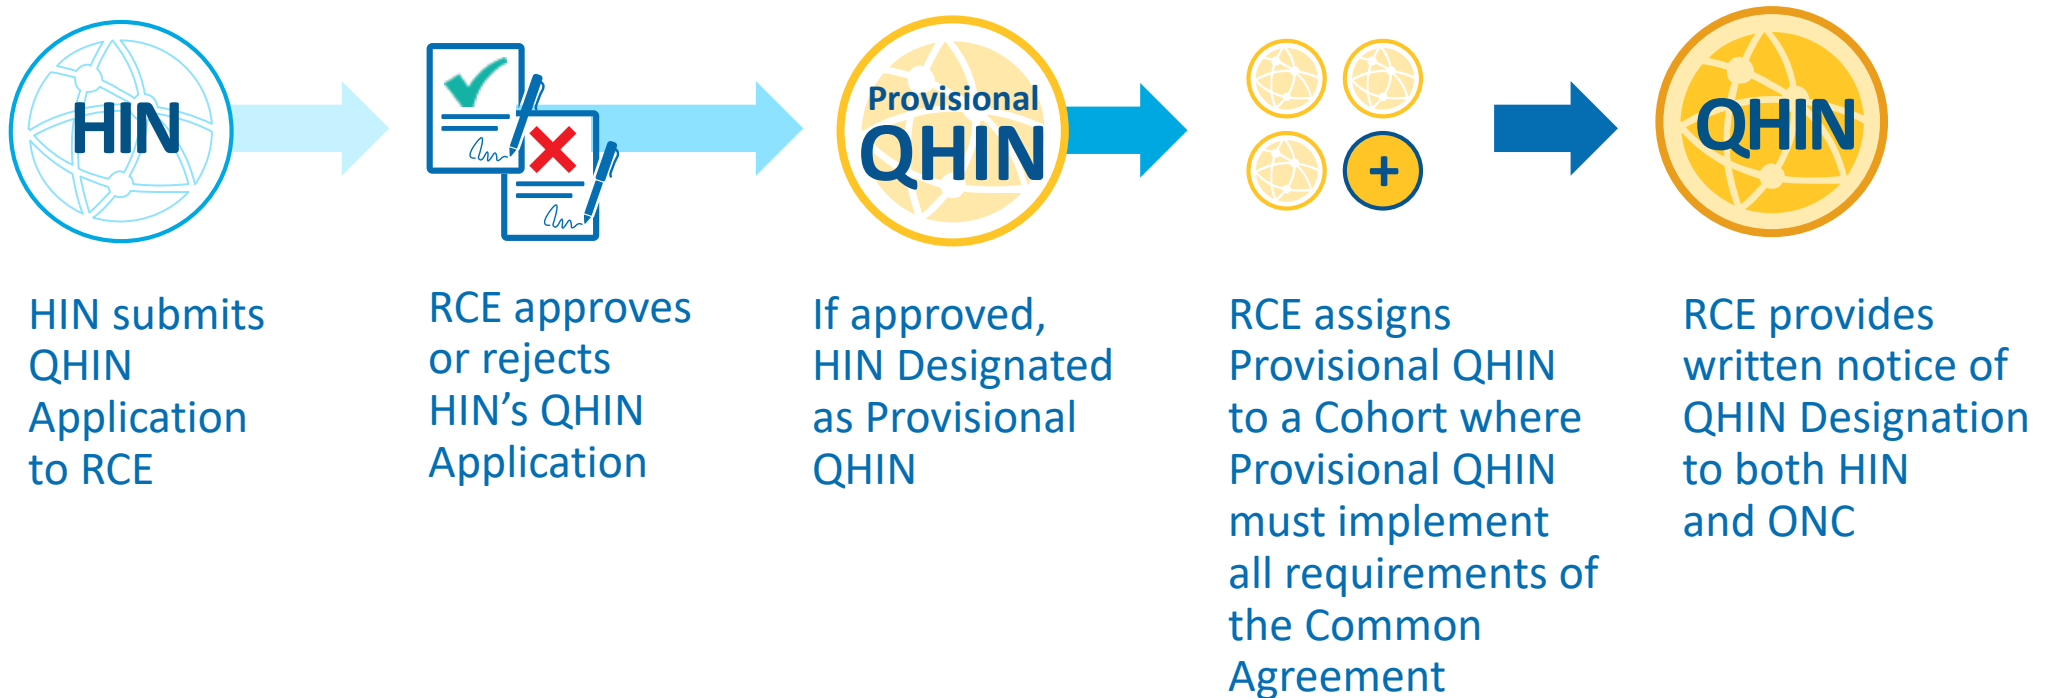 HIN
Provisional
QHIN
+
QHIN
HIN submits
QHIN
Application
to RCE
RCE approves
or rejects
HIN’s QHIN
Application
If approved,
HIN Designated
as Provisional
QHIN
RCE assigns
Provisional QHIN
to a Cohort where
Provisional QHIN
must implement
all requirements of
the Common
Agreement
RCE provides
written notice of
QHIN Designation
to both HIN
and ONC